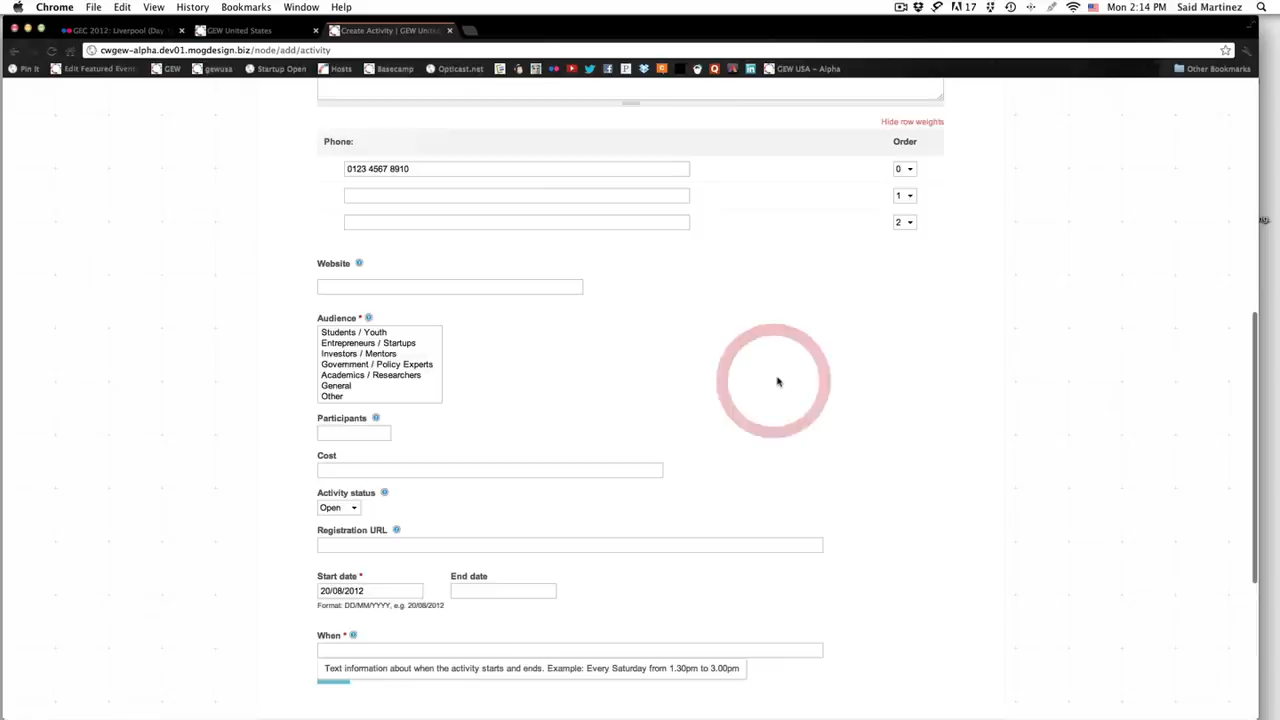 Chrome File Edit View History Bookmarks Window Help 17 Mon 2:14 PM Said Martinez
GEC 2012: Liverpool (Day GEW United States Create Activity | GEW Unit
cwgew-alpha.dev01.mogdesign.biz/node/add/activity
Pin It Edit Featured Event GEW gewusa Startup Open Hosts Basecamp Opticast.net GEW USA – Alpha Other Bookmarks
Hide row weights
Phone: Order
0123 4567 8910 0
1
2
Website
Audience *
Students / Youth
Entrepreneurs / Startups
Investors / Mentors
Government / Policy Experts
Academics / Researchers
General
Other
Participants
Cost
Activity status
Open
Registration URL
Start date * End date
20/08/2012
Format: DD/MM/YYYY, e.g. 20/08/2012
When *
Text information about when the activity starts and ends. Example: Every Saturday from 1.30pm to 3.00pm